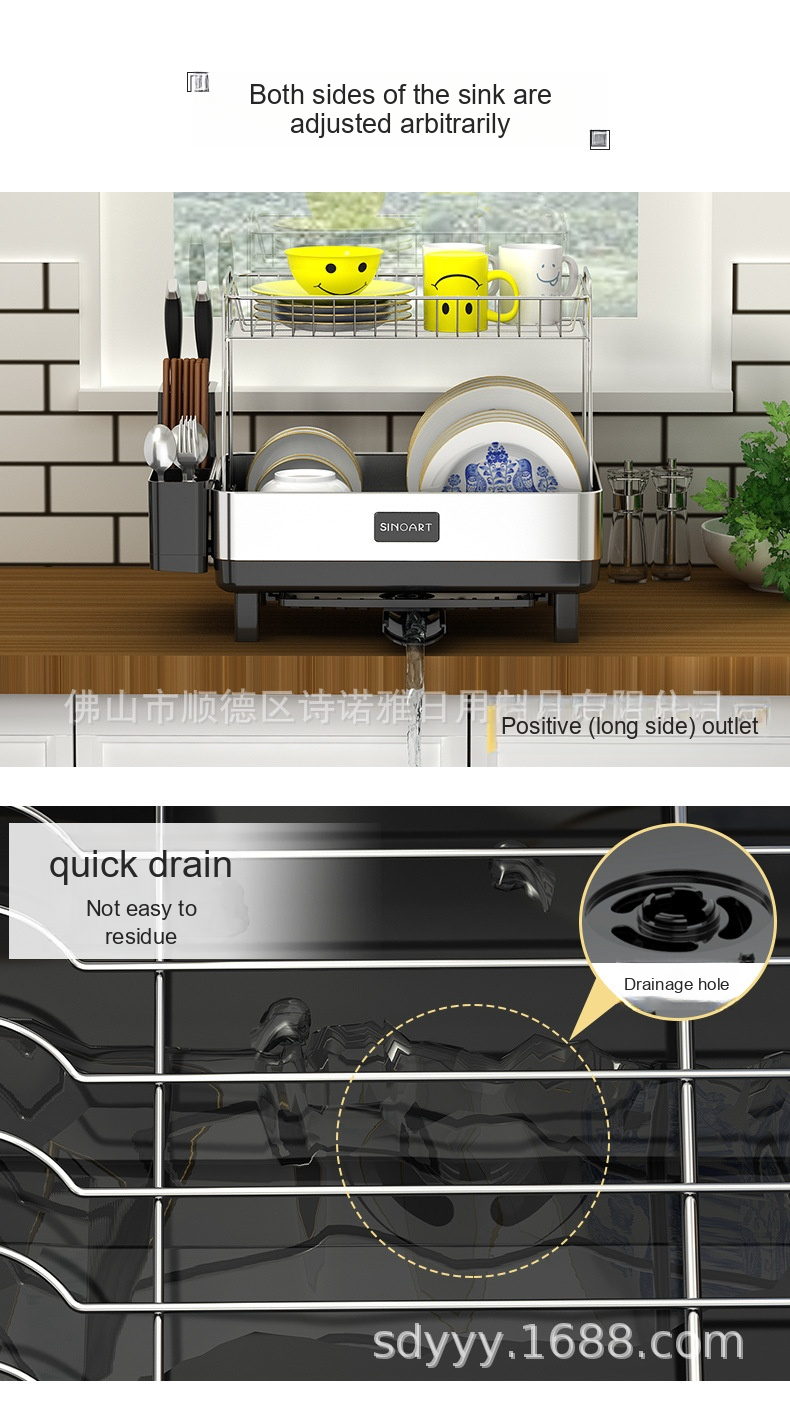 Both sides of the sink are
adjusted arbitrarily
SINOART
佛山市顺德区诗诺雅日用制品有限公司
Positive (long side) outlet
quick drain
Not easy to
residue
Drainage hole
sdyyy.1688.com